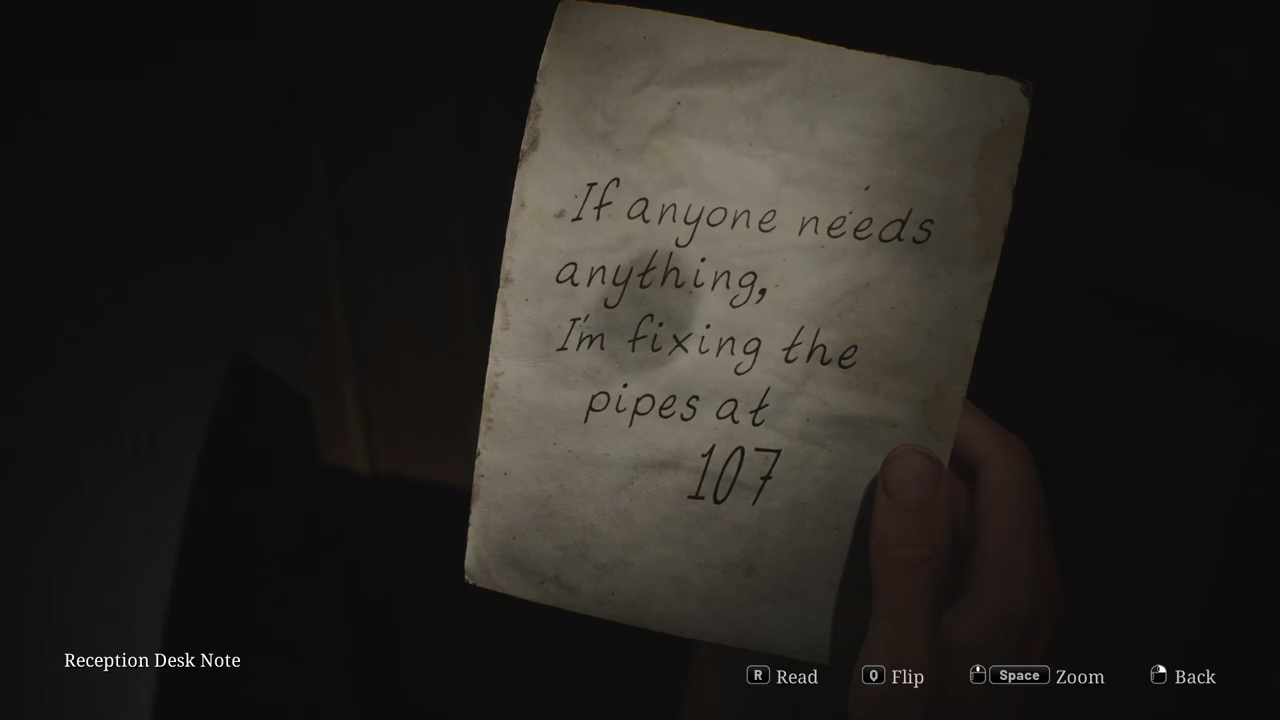 If anyone needs
anything,
I'm fixing the
pipes at
107
Reception Desk Note
R Read
Q Flip
Space Zoom
Back